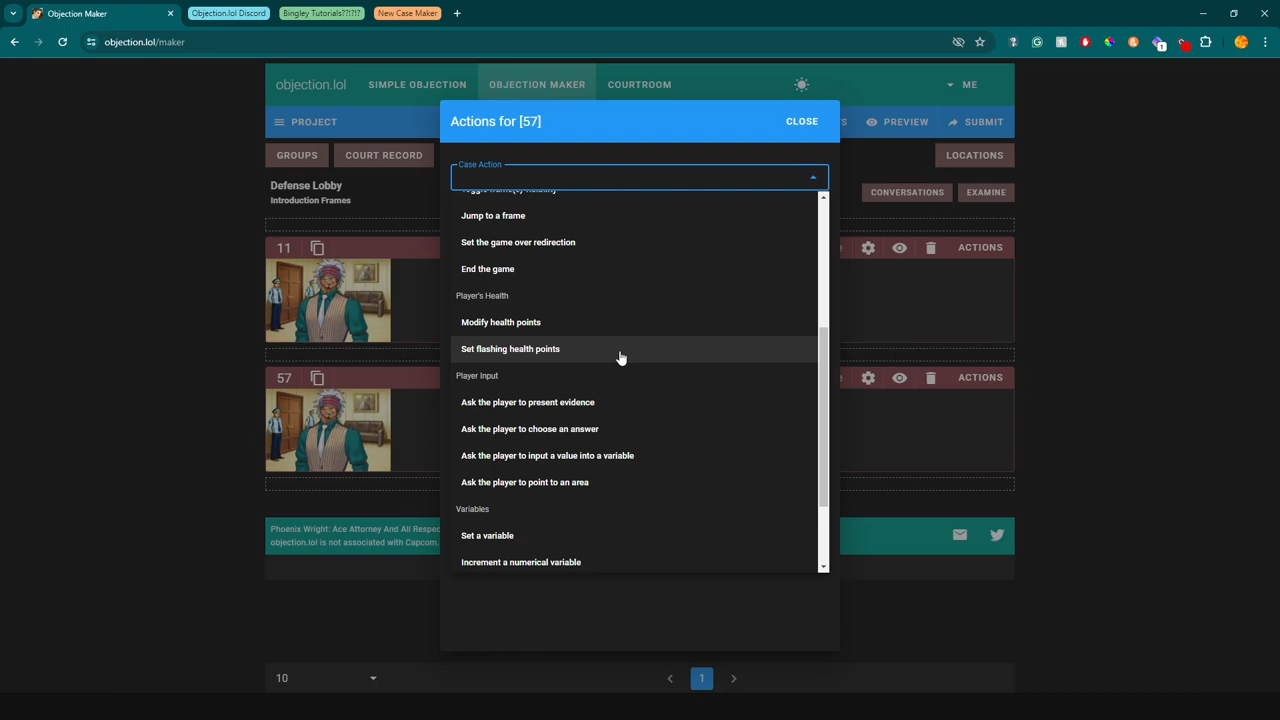 Objection Maker
Objection.lol Discord
Bingley Tutorials??!?!?
New Case Maker
objection.lol/maker
objection.lol
SIMPLE OBJECTION
OBJECTION MAKER
COURTROOM
ME
PROJECT
Actions for [57]
CLOSE
PREVIEW
SUBMIT
GROUPS
COURT RECORD
LOCATIONS
Case Action
Defense Lobby
Introduction Frames
CONVERSATIONS
EXAMINE
Jump to a frame
Set the game over redirection
11
ACTIONS
End the game
Player's Health
Modify health points
Set flashing health points
57
ACTIONS
Player Input
Ask the player to present evidence
Ask the player to choose an answer
Ask the player to input a value into a variable
Ask the player to point to an area
Variables
Set a variable
Increment a numerical variable
Phoenix Wright: Ace Attorney And All Respec
objection.lol is not associated with Capcom.
10
1